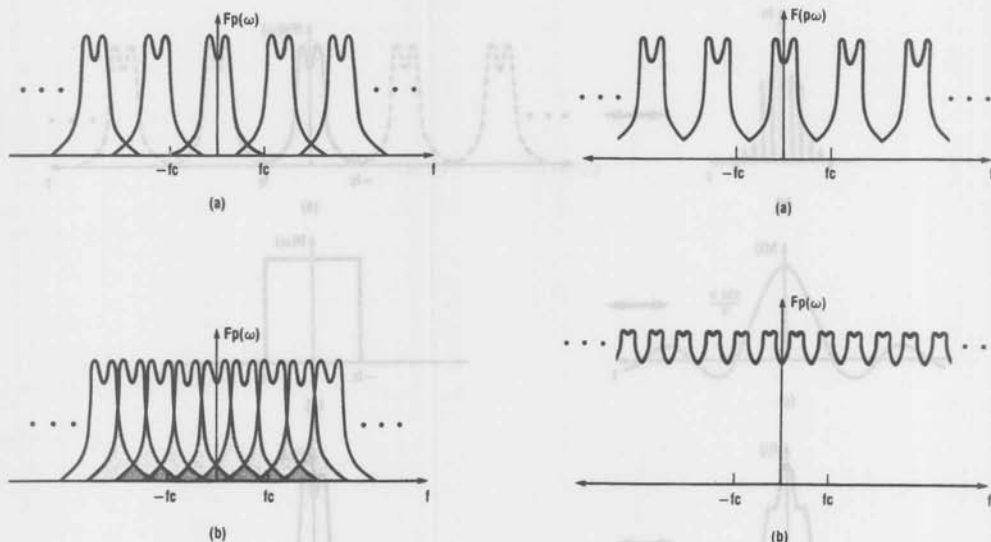 Fp(ω)
. . .
. . .
−fc
fc
f
(a)
F(pω)
. . .
. . .
−fc
fc
f
(a)
Fp(ω)
. . .
. . .
−fc
fc
f
(b)
Fp(ω)
. . .
. . .
−fc
fc
f
(b)